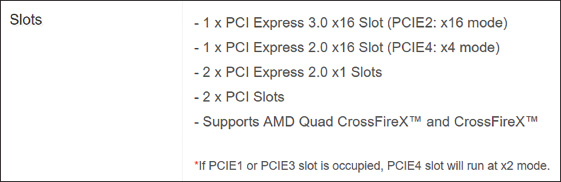 Slots
- 1 x PCI Express 3.0 x16 Slot (PCIE2: x16 mode)
- 1 x PCI Express 2.0 x16 Slot (PCIE4: x4 mode)
- 2 x PCI Express 2.0 x1 Slots
- 2 x PCI Slots
- Supports AMD Quad CrossFireX™ and CrossFireX™
*If PCIE1 or PCIE3 slot is occupied, PCIE4 slot will run at x2 mode.